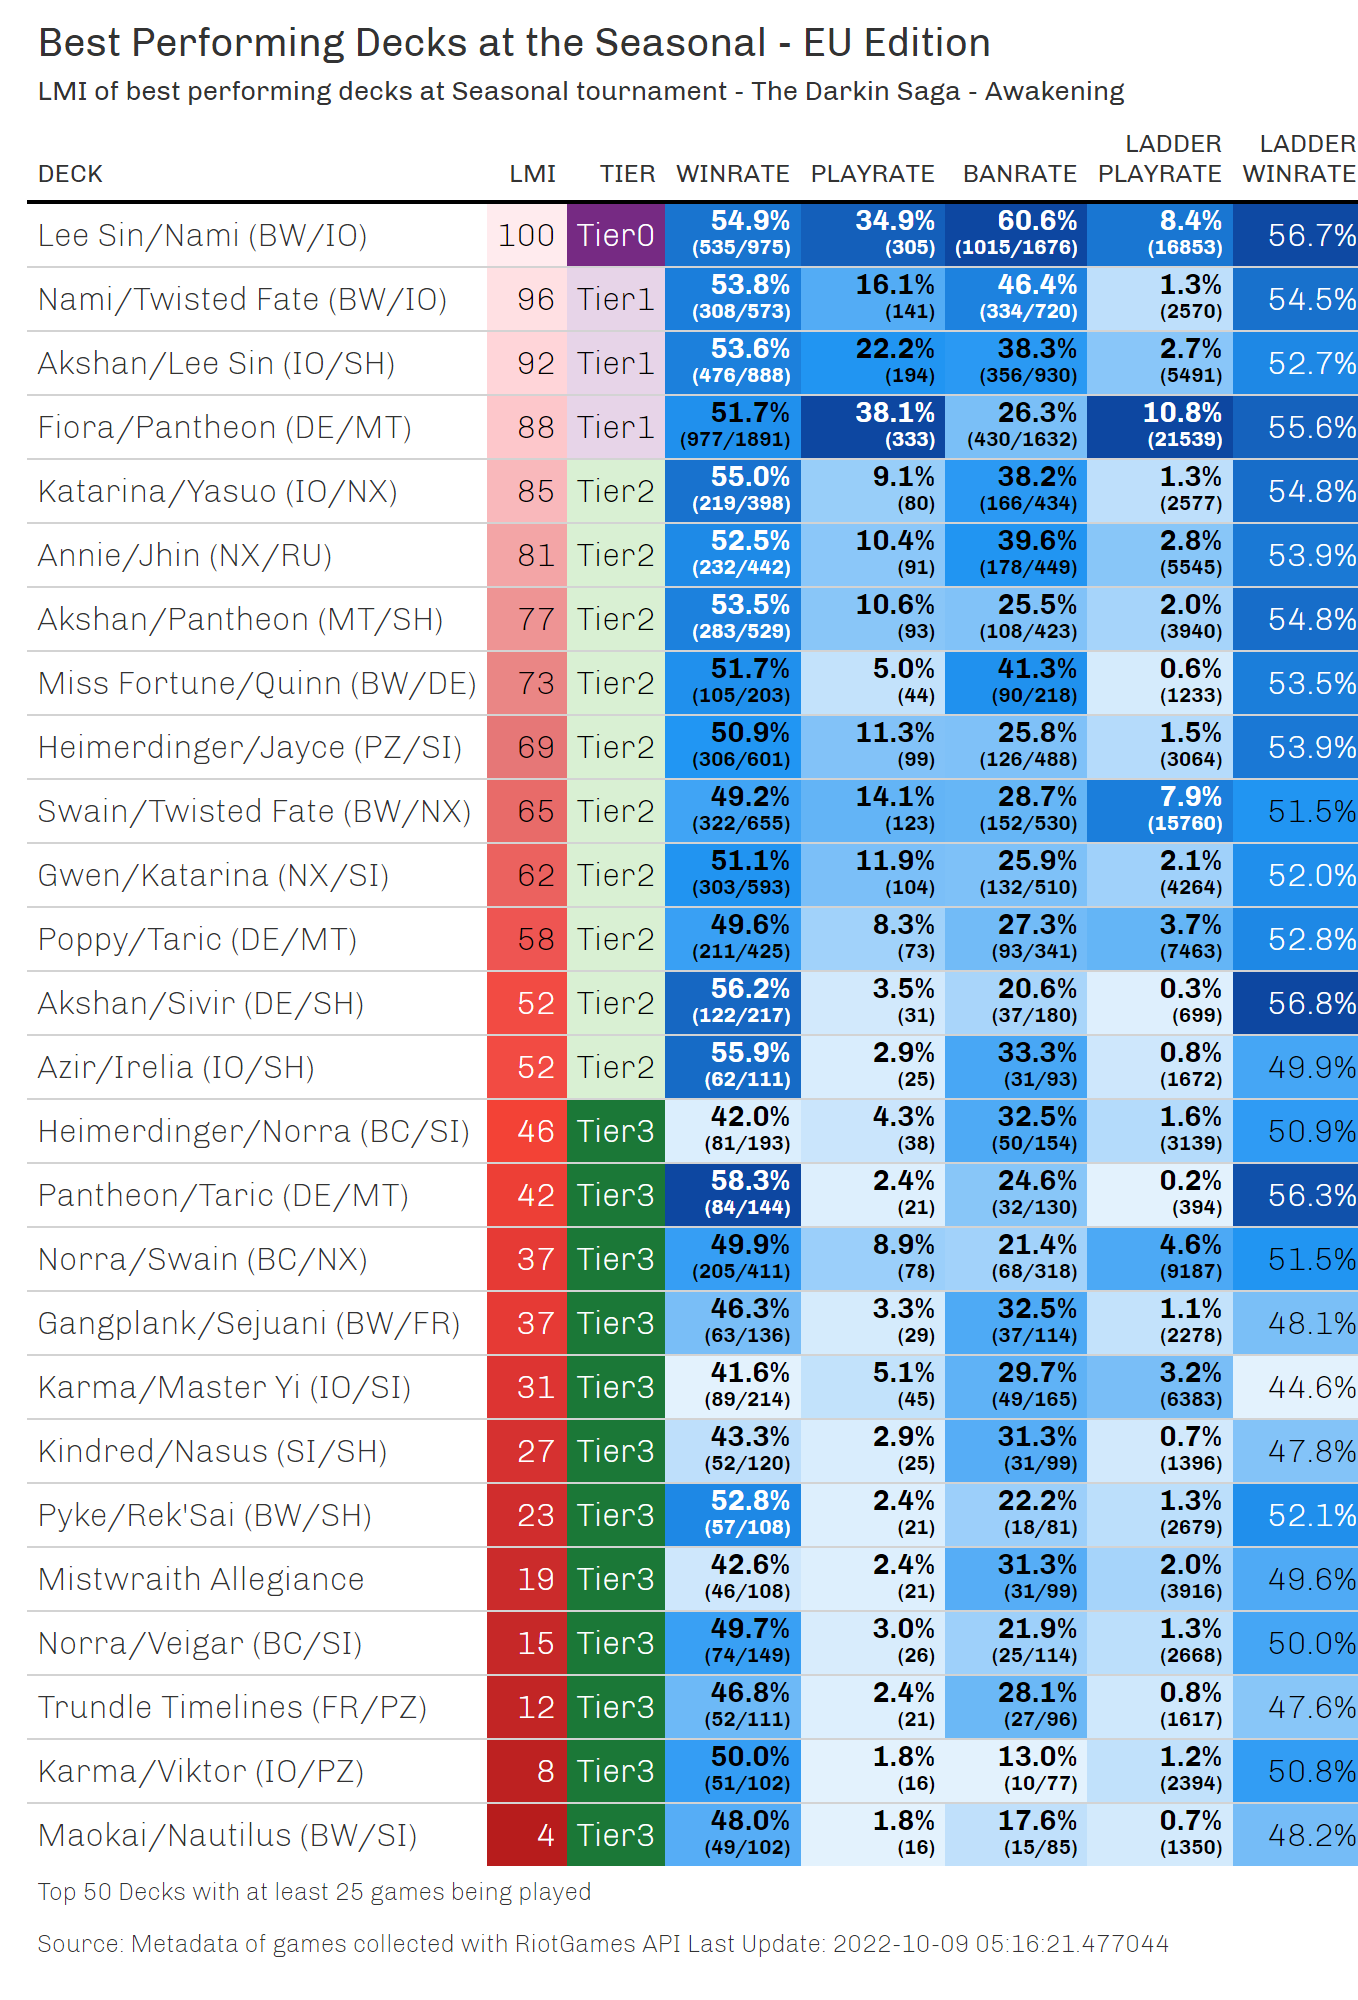 Best Performing Decks at the Seasonal - EU Edition
LMI of best performing decks at Seasonal tournament - The Darkin Saga - Awakening
DECK LMI TIER WINRATE PLAYRATE BANRATE LADDER PLAYRATE LADDER WINRATE
Lee Sin/Nami (BW/IO) 100 Tier0 54.9% (535/975) 34.9% (305) 60.6% (1015/1676) 8.4% (16853) 56.7%
Nami/Twisted Fate (BW/IO) 96 Tier1 53.8% (308/573) 16.1% (141) 46.4% (334/720) 1.3% (2570) 54.5%
Akshan/Lee Sin (IO/SH) 92 Tier1 53.6% (476/888) 22.2% (194) 38.3% (356/930) 2.7% (5491) 52.7%
Fiora/Pantheon (DE/MT) 88 Tier1 51.7% (977/1891) 38.1% (333) 26.3% (430/1632) 10.8% (21539) 55.6%
Katarina/Yasuo (IO/NX) 85 Tier2 55.0% (219/398) 9.1% (80) 38.2% (166/434) 1.3% (2577) 54.8%
Annie/Jhin (NX/RU) 81 Tier2 52.5% (232/442) 10.4% (91) 39.6% (178/449) 2.8% (5545) 53.9%
Akshan/Pantheon (MT/SH) 77 Tier2 53.5% (283/529) 10.6% (93) 25.5% (108/423) 2.0% (3940) 54.8%
Miss Fortune/Quinn (BW/DE) 73 Tier2 51.7% (105/203) 5.0% (44) 41.3% (90/218) 0.6% (1233) 53.5%
Heimerdinger/Jayce (PZ/SI) 69 Tier2 50.9% (306/601) 11.3% (99) 25.8% (126/488) 1.5% (3064) 53.9%
Swain/Twisted Fate (BW/NX) 65 Tier2 49.2% (322/655) 14.1% (123) 28.7% (152/530) 7.9% (15760) 51.5%
Gwen/Katarina (NX/SI) 62 Tier2 51.1% (303/593) 11.9% (104) 25.9% (132/510) 2.1% (4264) 52.0%
Poppy/Taric (DE/MT) 58 Tier2 49.6% (211/425) 8.3% (73) 27.3% (93/341) 3.7% (7463) 52.8%
Akshan/Sivir (DE/SH) 52 Tier2 56.2% (122/217) 3.5% (31) 20.6% (37/180) 0.3% (699) 56.8%
Azir/Irelia (IO/SH) 52 Tier2 55.9% (62/111) 2.9% (25) 33.3% (31/93) 0.8% (1672) 49.9%
Heimerdinger/Norra (BC/SI) 46 Tier3 42.0% (81/193) 4.3% (38) 32.5% (50/154) 1.6% (3139) 50.9%
Pantheon/Taric (DE/MT) 42 Tier3 58.3% (84/144) 2.4% (21) 24.6% (32/130) 0.2% (394) 56.3%
Norra/Swain (BC/NX) 37 Tier3 49.9% (205/411) 8.9% (78) 21.4% (68/318) 4.6% (9187) 51.5%
Gangplank/Sejuani (BW/FR) 37 Tier3 46.3% (63/136) 3.3% (29) 32.5% (37/114) 1.1% (2278) 48.1%
Karma/Master Yi (IO/SI) 31 Tier3 41.6% (89/214) 5.1% (45) 29.7% (49/165) 3.2% (6383) 44.6%
Kindred/Nasus (SI/SH) 27 Tier3 43.3% (52/120) 2.9% (25) 31.3% (31/99) 0.7% (1396) 47.8%
Pyke/Rek'Sai (BW/SH) 23 Tier3 52.8% (57/108) 2.4% (21) 22.2% (18/81) 1.3% (2679) 52.1%
Mistwraith Allegiance 19 Tier3 42.6% (46/108) 2.4% (21) 31.3% (31/99) 2.0% (3916) 49.6%
Norra/Veigar (BC/SI) 15 Tier3 49.7% (74/149) 3.0% (26) 21.9% (25/114) 1.3% (2668) 50.0%
Trundle Timelines (FR/PZ) 12 Tier3 46.8% (52/111) 2.4% (21) 28.1% (27/96) 0.8% (1617) 47.6%
Karma/Viktor (IO/PZ) 8 Tier3 50.0% (51/102) 1.8% (16) 13.0% (10/77) 1.2% (2394) 50.8%
Maokai/Nautilus (BW/SI) 4 Tier3 48.0% (49/102) 1.8% (16) 17.6% (15/85) 0.7% (1350) 48.2%
Top 50 Decks with at least 25 games being played
Source: Metadata of games collected with RiotGames API Last Update: 2022-10-09 05:16:21.477044